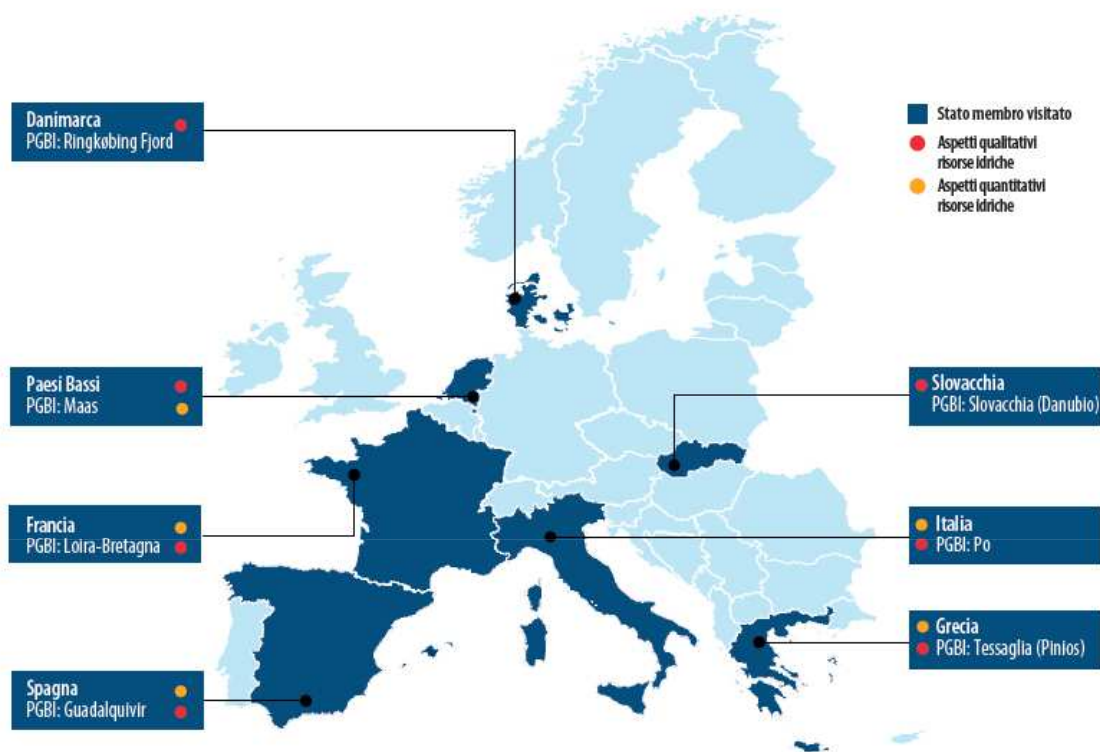 Danimarca
PGBI: Ringkøbing Fjord
Stato membro visitato
Aspetti qualitativi
risorse idriche
Aspetti quantitativi
risorse idriche
Paesi Bassi
PGBI: Maas
Slovacchia
PGBI: Slovacchia (Danubio)
Francia
PGBI: Loira-Bretagna
Italia
PGBI: Po
Grecia
PGBI: Tessaglia (Pinios)
Spagna
PGBI: Guadalquivir